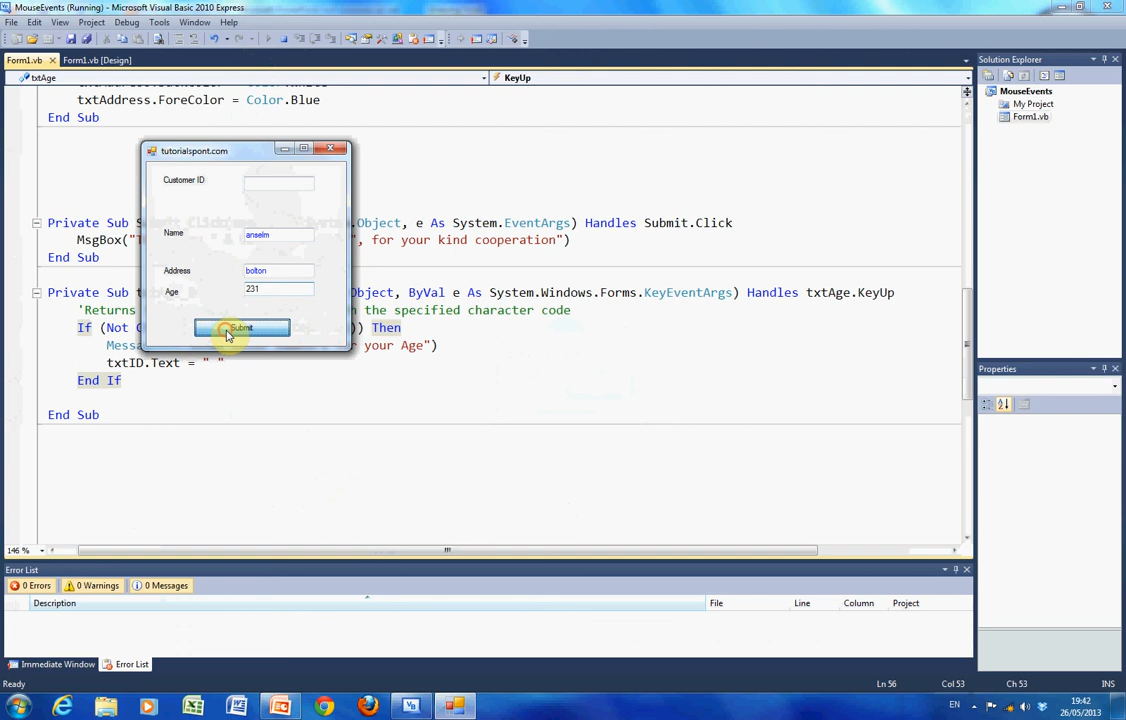 MouseEvents (Running) - Microsoft Visual Basic 2010 Express
File Edit View Project Debug Tools Window Help
Form1.vb Form1.vb [Design]
txtAge KeyUp
txtAddress.ForeColor = Color.Blue
End Sub
Private Sub Object, e As System.EventArgs) Handles Submit.Click
MsgBox(" ", for your kind cooperation")
End Sub
Private Sub Object, ByVal e As System.Windows.Forms.KeyEventArgs) Handles txtAge.KeyUp
'Returns the specified character code
If (Not )) Then
your Age")
txtID.Text = " "
End If
End Sub
tutorialspont.com
Customer ID
Name anselm
Address bolton
Age 231
Submit
146 %
Solution Explorer
MouseEvents
My Project
Form1.vb
Properties
Error List
0 Errors 0 Warnings 0 Messages
Description File Line Column Project
Immediate Window Error List
Ready Ln 56 Col 53 Ch 53 INS
EN 19:42
26/05/2013